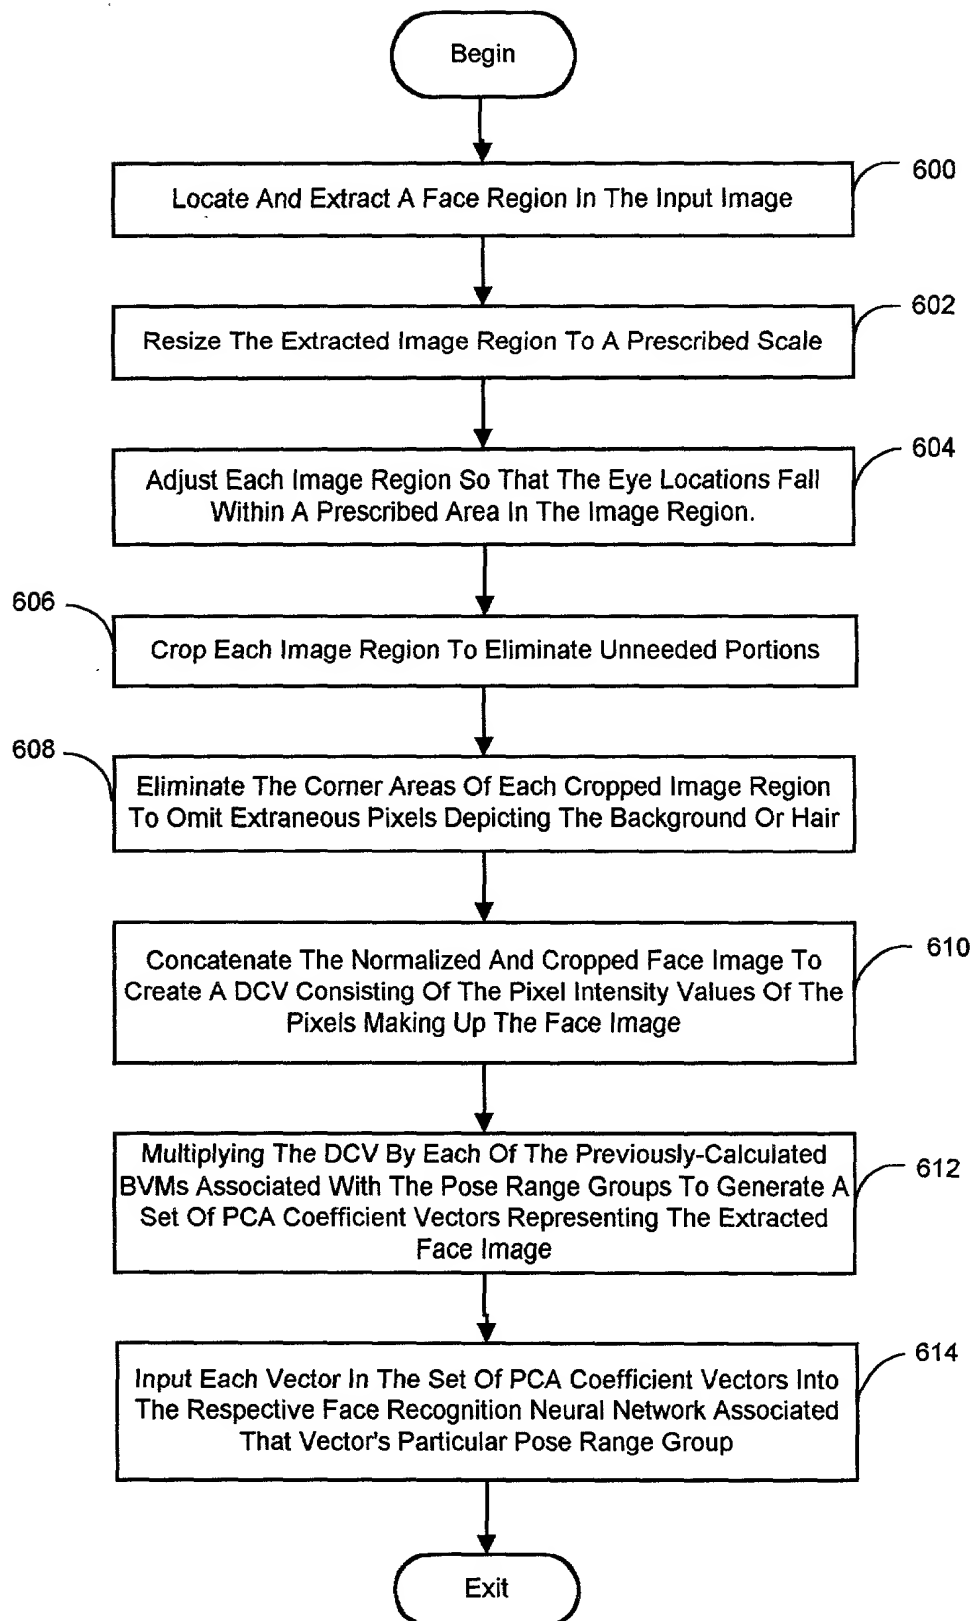 Begin
600
Locate And Extract A Face Region In The Input Image
602
Resize The Extracted Image Region To A Prescribed Scale
604
Adjust Each Image Region So That The Eye Locations Fall
Within A Prescribed Area In The Image Region.
606
Crop Each Image Region To Eliminate Unneeded Portions
608
Eliminate The Corner Areas Of Each Cropped Image Region
To Omit Extraneous Pixels Depicting The Background Or Hair
610
Concatenate The Normalized And Cropped Face Image To
Create A DCV Consisting Of The Pixel Intensity Values Of The
Pixels Making Up The Face Image
612
Multiplying The DCV By Each Of The Previously-Calculated
BVMs Associated With The Pose Range Groups To Generate A
Set Of PCA Coefficient Vectors Representing The Extracted
Face Image
614
Input Each Vector In The Set Of PCA Coefficient Vectors Into
The Respective Face Recognition Neural Network Associated
That Vector's Particular Pose Range Group
Exit